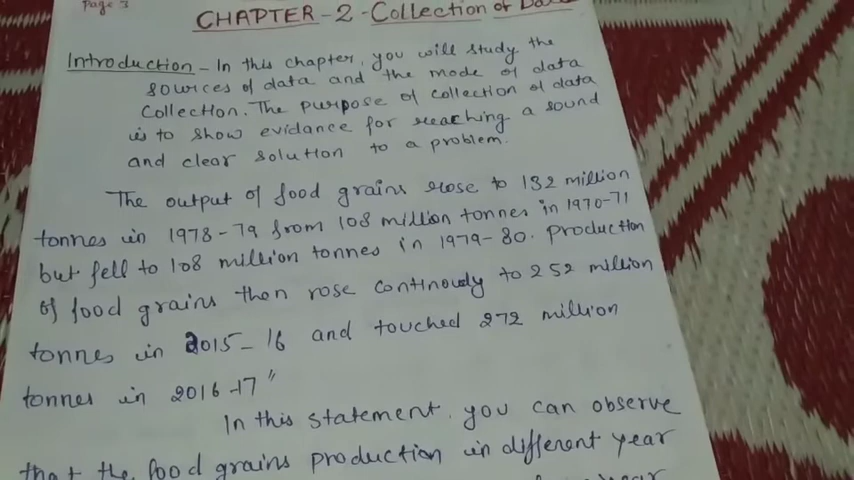 Page 3
CHAPTER-2-Collection of Data
Introduction - In this chapter, you will study the
sources of data and the mode of data
Collection. The purpose of collection of data
is to show evidance for reaching a sound
and clear solution to a problem.
The output of food grains rose to 132 million
tonnes in 1978-79 from 108 million tonnes in 1970-71
but fell to 108 million tonnes in 1979-80. production
of food grains then rose continously to 252 million
tonnes in 2015-16 and touched 272 million
tonnes in 2016-17"
In this statement, you can observe
that the food grains production in different year
year